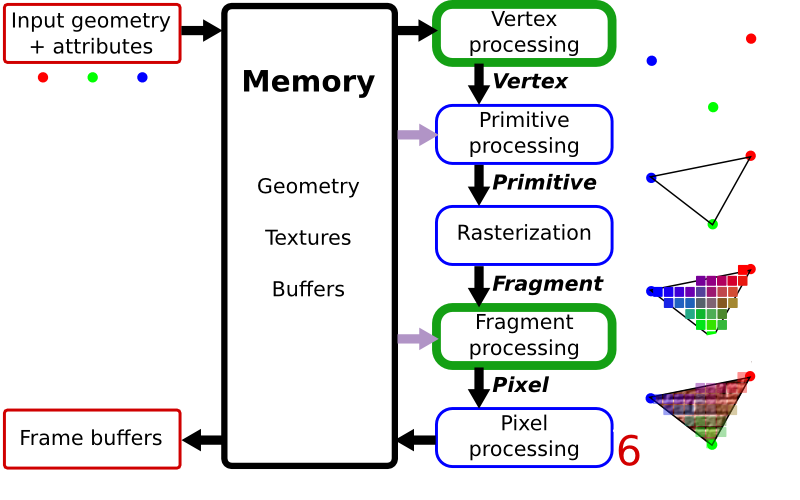 Input geometry
+ attributes
Memory
Geometry
Textures
Buffers
Frame buffers
Vertex
processing
Vertex
Primitive
processing
Primitive
Rasterization
Fragment
Fragment
processing
Pixel
Pixel
processing
6